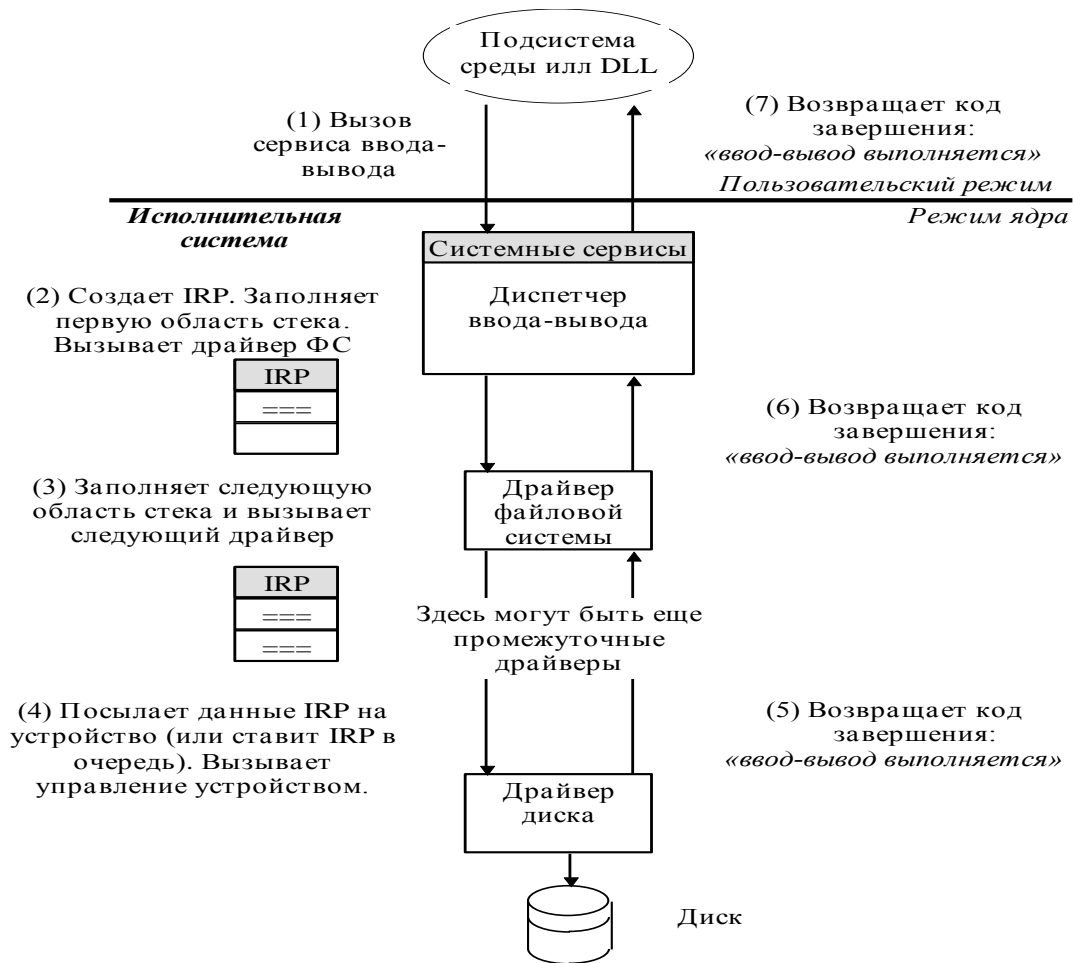 Подсистема
среды илл DLL
(1) Вызов
сервиса ввода-
вывода
(7) Возвращает код
завершения:
«ввод-вывод выполняется»
Пользовательский режим
Исполнительная
система
Режим ядра
Системные сервисы
Диспетчер
ввода-вывода
(2) Создает IRP. Заполняет
первую область стека.
Вызывает драйвер ФС
IRP
===
(6) Возвращает код
завершения:
«ввод-вывод выполняется»
(3) Заполняет следующую
область стека и вызывает
следующий драйвер
Драйвер
файловой
системы
IRP
===
===
Здесь могут быть еще
промежуточные
драйверы
(4) Посылает данные IRP на
устройство (или ставит IRP в
очередь). Вызывает
управление устройством.
(5) Возвращает код
завершения:
«ввод-вывод выполняется»
Драйвер
диска
Диск